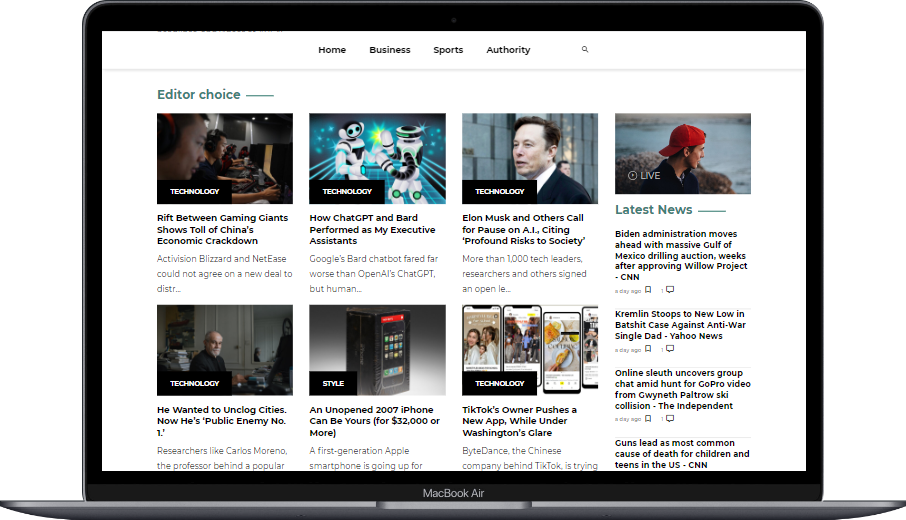 Home Business Sports Authority
Editor choice
TECHNOLOGY
Rift Between Gaming Giants
Shows Toll of China's
Economic Crackdown
Activision Blizzard and NetEase
could not agree on a new deal to
distr...
TECHNOLOGY
How ChatGPT and Bard
Performed as My Executive
Assistants
Google's Bard chatbot fared far
worse than OpenAI's ChatGPT,
but human...
TECHNOLOGY
Elon Musk and Others Call
for Pause on A.I., Citing
'Profound Risks to Society'
More than 1,000 tech leaders,
researchers and others signed
an open le...
TECHNOLOGY
He Wanted to Unclog Cities.
Now He's 'Public Enemy No.
1.'
Researchers like Carlos Moreno,
the professor behind a popular
STYLE
An Unopened 2007 iPhone
Can Be Yours (for $32,000 or
More)
A first-generation Apple
smartphone is going up for
TECHNOLOGY
TikTok's Owner Pushes a
New App, While Under
Washington's Glare
ByteDance, the Chinese
company behind TikTok, is trying
LIVE
Latest News
Biden administration moves
ahead with massive Gulf of
Mexico drilling auction, weeks
after approving Willow Project
- CNN
a day ago 1
Kremlin Stoops to New Low in
Batshit Case Against Anti-War
Single Dad - Yahoo News
a day ago 1
Online sleuth uncovers group
chat amid hunt for GoPro video
from Gwyneth Paltrow ski
collision - The Independent
a day ago 1
Guns lead as most common
cause of death for children and
teens in the US - CNN
MacBook Air